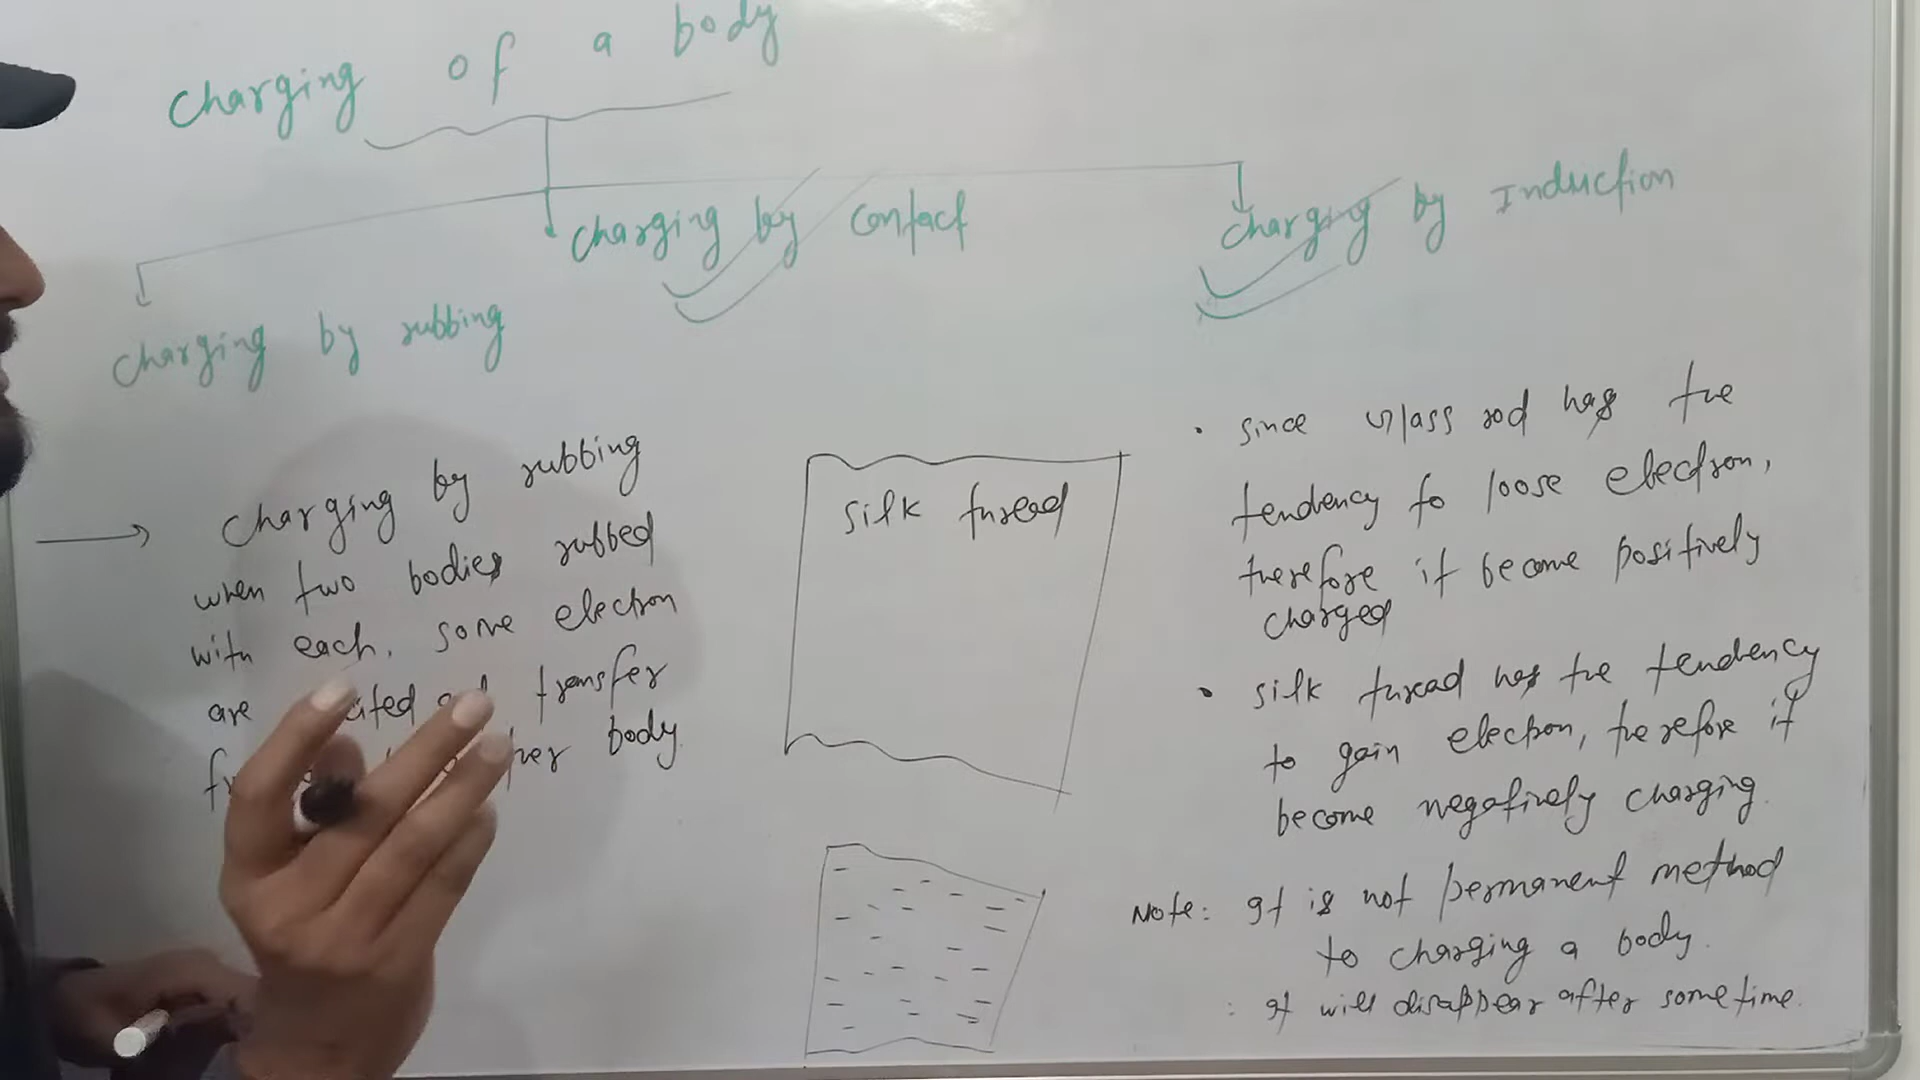 Charging of a body
Charging by contact
Charging by Induction
Charging by rubbing
Charging by rubbing
when two bodies rubbed
with each. some electron
are transfer
body
silk thread
• since Glass rod has the
tendency to loose electron,
therefore it become positively
charged
• silk thread has the tendency
to gain electron, therefore it
become negatively charging.
Note: It is not permanent method
to charging a body.
: It will disappear after some time.